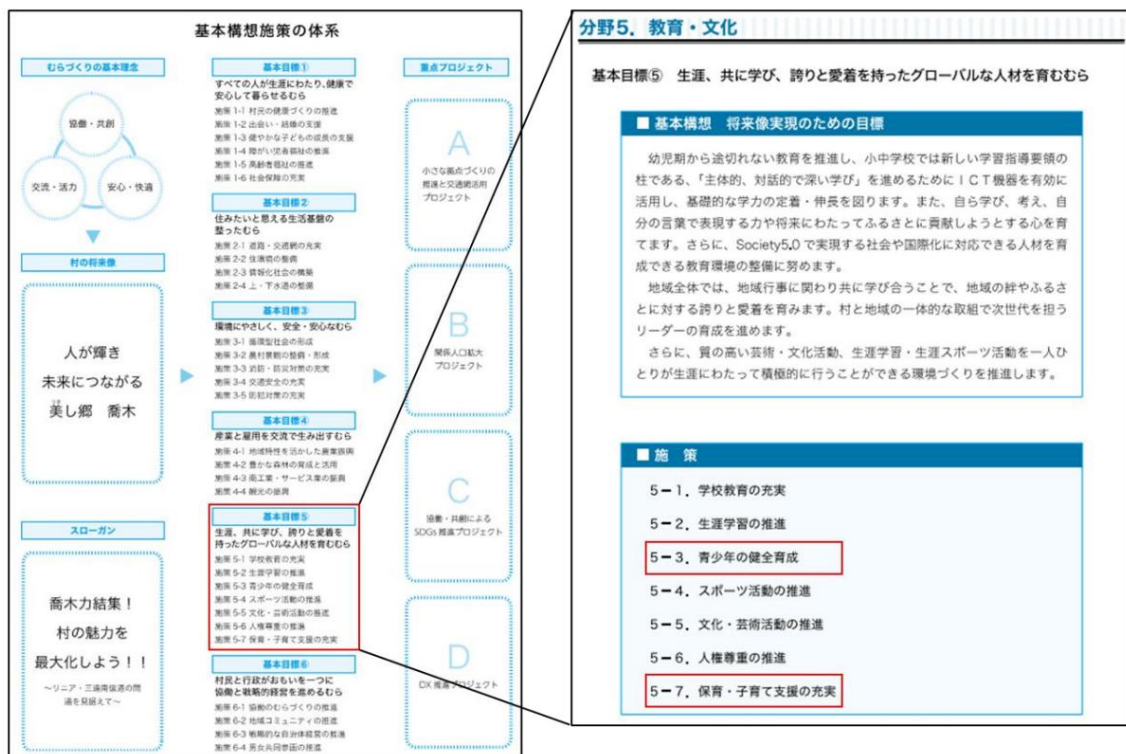 基本構想施策の体系
むらづくりの基本理念
協働・共創
交流・活力
安心・快適
村の将来像
人が輝き
未来につながる
美し郷 喬木
スローガン
喬木力結集！
村の魅力を
最大化しよう！！
～リニア・三遠南信道の開
通を見据えて～
基本目標①
すべての人が生涯にわたり、健康で
安心して暮らせるむら
施策 1-1 村民の健康づくりの推進
施策 1-2 出会い・結婚の支援
施策 1-3 健やかな子どもの成長の支援
施策 1-4 障がい児者福祉の推進
施策 1-5 高齢者福祉の推進
施策 1-6 社会保障の充実
基本目標②
住みたいと思える生活基盤の
整ったむら
施策 2-1 道路・交通網の充実
施策 2-2 住環境の整備
施策 2-3 情報化社会の構築
施策 2-4 上・下水道の整備
基本目標③
環境にやさしく、安全・安心なむら
施策 3-1 循環型社会の形成
施策 3-2 農村景観の整備・形成
施策 3-3 消防・防災対策の充実
施策 3-4 交通安全の充実
施策 3-5 防犯対策の充実
基本目標④
産業と雇用を交流で生み出すむら
施策 4-1 地域特性を活かした農業振興
施策 4-2 豊かな森林の育成と活用
施策 4-3 商工業・サービス業の振興
施策 4-4 観光の振興
基本目標⑤
生涯、共に学び、誇りと愛着を
持ったグローバルな人材を育むむら
施策 5-1 学校教育の充実
施策 5-2 生涯学習の推進
施策 5-3 青少年の健全育成
施策 5-4 スポーツ活動の推進
施策 5-5 文化・芸術活動の推進
施策 5-6 人権尊重の推進
施策 5-7 保育・子育て支援の充実
基本目標⑥
村民と行政がおもいを一つに
協働と戦略的経営を進めるむら
施策 6-1 協働のむらづくりの推進
施策 6-2 地域コミュニティの推進
施策 6-3 戦略的な自治体経営の推進
施策 6-4 男女共同参画の推進
重点プロジェクト
A
小さな拠点づくりの
推進と交通網活用
プロジェクト
B
関係人口拡大
プロジェクト
C
協働・共創による
SDGs 推進プロジェクト
D
DX 推進プロジェクト
分野5. 教育・文化
基本目標⑤ 生涯、共に学び、誇りと愛着を持ったグローバルな人材を育むむら
■ 基本構想 将来像実現のための目標
幼児期から途切れない教育を推進し、小中学校では新しい学習指導要領の
柱である、「主体的、対話的で深い学び」を進めるためにＩＣＴ機器を有効に
活用し、基礎的な学力の定着・伸長を図ります。また、自ら学び、考え、自
分の言葉で表現する力や将来にわたってふるさとに貢献しようとする心を育
てます。さらに、Society5.0で実現する社会や国際化に対応できる人材を育
成できる教育環境の整備に努めます。
地域全体では、地域行事に関わり共に学び合うことで、地域の絆やふるさ
とに対する誇りと愛着を育みます。村と地域の一体的な取組で次世代を担う
リーダーの育成を進めます。
さらに、質の高い芸術・文化活動、生涯学習・生涯スポーツ活動を一人ひ
とりが生涯にわたって積極的に行うことができる環境づくりを推進します。
■ 施 策
5－1. 学校教育の充実
5－2. 生涯学習の推進
5－3. 青少年の健全育成
5－4. スポーツ活動の推進
5－5. 文化・芸術活動の推進
5－6. 人権尊重の推進
5－7. 保育・子育て支援の充実